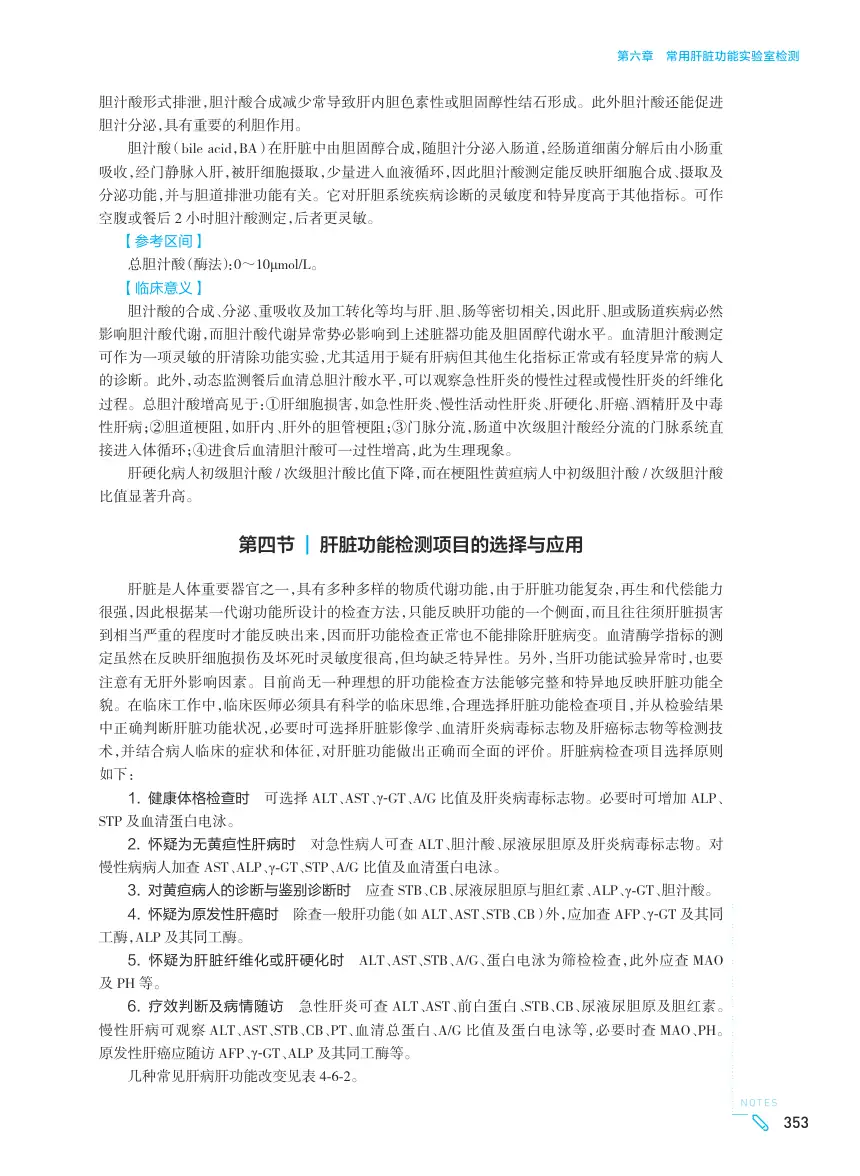 第六章 常用肝脏功能实验室检测
胆汁酸形式排泄,胆汁酸合成减少常导致肝内胆色素性或胆固醇性结石形成。此外胆汁酸还能促进
胆汁分泌,具有重要的利胆作用。
胆汁酸(bile acid,BA)在肝脏中由胆固醇合成,随胆汁分泌入肠道,经肠道细菌分解后由小肠重
吸收,经门静脉入肝,被肝细胞摄取,少量进入血液循环,因此胆汁酸测定能反映肝细胞合成、摄取及
分泌功能,并与胆道排泄功能有关。它对肝胆系统疾病诊断的灵敏度和特异度高于其他指标。可作
空腹或餐后 2 小时胆汁酸测定,后者更灵敏。
【参考区间】
总胆汁酸(酶法):0~10μmol/L。
【临床意义】
胆汁酸的合成、分泌、重吸收及加工转化等均与肝、胆、肠等密切相关,因此肝、胆或肠道疾病必然
影响胆汁酸代谢,而胆汁酸代谢异常势必影响到上述脏器功能及胆固醇代谢水平。血清胆汁酸测定
可作为一项灵敏的肝清除功能实验,尤其适用于疑有肝病但其他生化指标正常或有轻度异常的病人
的诊断。此外,动态监测餐后血清总胆汁酸水平,可以观察急性肝炎的慢性过程或慢性肝炎的纤维化
过程。总胆汁酸增高见于:①肝细胞损害,如急性肝炎、慢性活动性肝炎、肝硬化、肝癌、酒精肝及中毒
性肝病;②胆道梗阻,如肝内、肝外的胆管梗阻;③门脉分流,肠道中次级胆汁酸经分流的门脉系统直
接进入体循环;④进食后血清胆汁酸可一过性增高,此为生理现象。
肝硬化病人初级胆汁酸 / 次级胆汁酸比值下降,而在梗阻性黄疸病人中初级胆汁酸 / 次级胆汁酸
比值显著升高。
第四节 | 肝脏功能检测项目的选择与应用
肝脏是人体重要器官之一,具有多种多样的物质代谢功能,由于肝脏功能复杂,再生和代偿能力
很强,因此根据某一代谢功能所设计的检查方法,只能反映肝功能的一个侧面,而且往往须肝脏损害
到相当严重的程度时才能反映出来,因而肝功能检查正常也不能排除肝脏病变。血清酶学指标的测
定虽然在反映肝细胞损伤及坏死时灵敏度很高,但均缺乏特异性。另外,当肝功能试验异常时,也要
注意有无肝外影响因素。目前尚无一种理想的肝功能检查方法能够完整和特异地反映肝脏功能全
貌。在临床工作中,临床医师必须具有科学的临床思维,合理选择肝脏功能检查项目,并从检验结果
中正确判断肝脏功能状况,必要时可选择肝脏影像学、血清肝炎病毒标志物及肝癌标志物等检测技
术,并结合病人临床的症状和体征,对肝脏功能做出正确而全面的评价。肝脏病检查项目选择原则
如下:
1. 健康体格检查时 可选择 ALT、AST、γ-GT、A/G 比值及肝炎病毒标志物。必要时可增加 ALP、
STP 及血清蛋白电泳。
2. 怀疑为无黄疸性肝病时 对急性病人可查 ALT、胆汁酸、尿液尿胆原及肝炎病毒标志物。对
慢性病病人加查 AST、ALP、γ-GT、STP、A/G 比值及血清蛋白电泳。
3. 对黄疸病人的诊断与鉴别诊断时 应查 STB、CB、尿液尿胆原与胆红素、ALP、γ-GT、胆汁酸。
4. 怀疑为原发性肝癌时 除查一般肝功能(如 ALT、AST、STB、CB)外,应加查 AFP、γ-GT 及其同
工酶,ALP 及其同工酶。
5. 怀疑为肝脏纤维化或肝硬化时 ALT、AST、STB、A/G、蛋白电泳为筛检检查,此外应查 MAO
及 PH 等。
6. 疗效判断及病情随访 急性肝炎可查 ALT、AST、前白蛋白、STB、CB、尿液尿胆原及胆红素。
慢性肝病可观察 ALT、AST、STB、CB、PT、血清总蛋白、A/G 比值及蛋白电泳等,必要时查 MAO、PH。
原发性肝癌应随访 AFP、γ-GT、ALP 及其同工酶等。
几种常见肝病肝功能改变见表 4-6-2。
NOTES
353